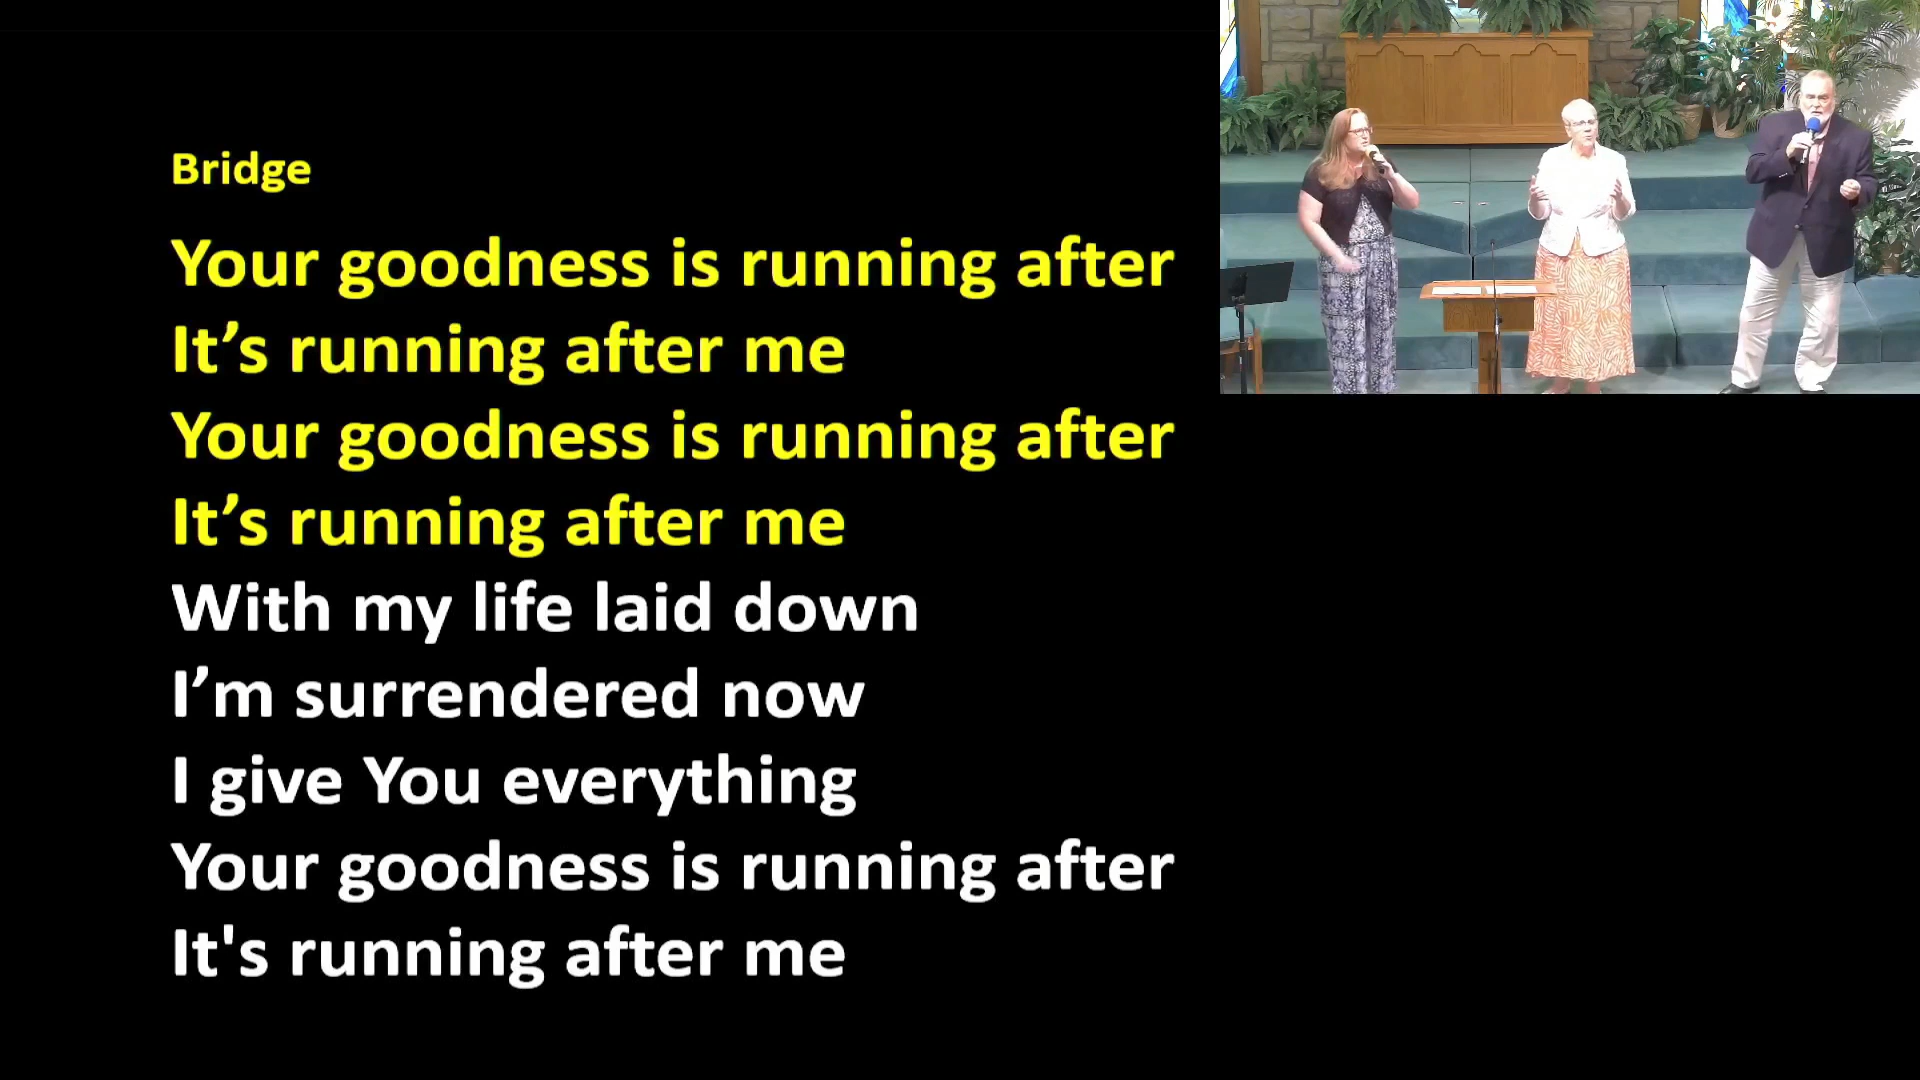 Bridge
Your goodness is running after
It’s running after me
Your goodness is running after
It’s running after me
With my life laid down
I’m surrendered now
I give You everything
Your goodness is running after
It's running after me